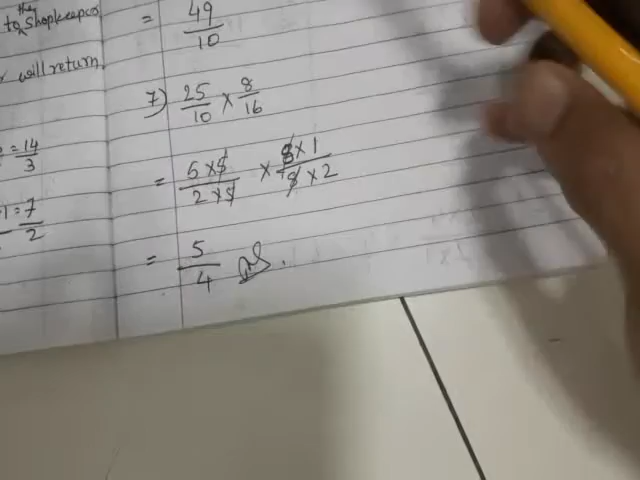 to the shopkeeper
will return
= 14/3
1 = 7/2
= 49/10
7) 25/10 × 8/16
= 5 × 5/2 × 5 × 8 × 1/8 × 2
= 5/4